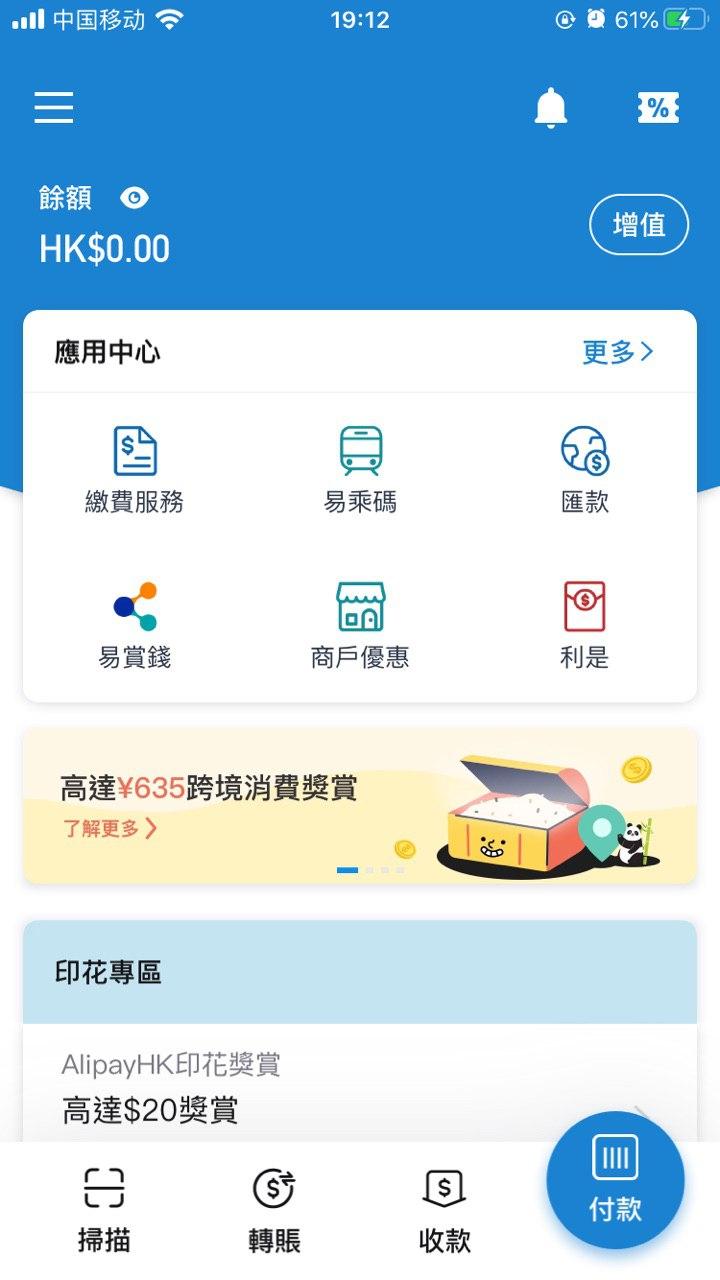 中国移动
19:12
61%
%
餘額
HK$0.00
增值
應用中心
更多
繳費服務
易乘碼
匯款
易賞錢
商戶優惠
利是
高達¥635跨境消費獎賞
了解更多
印花專區
AlipayHK印花獎賞
高達$20獎賞
掃描
轉賬
收款
付款